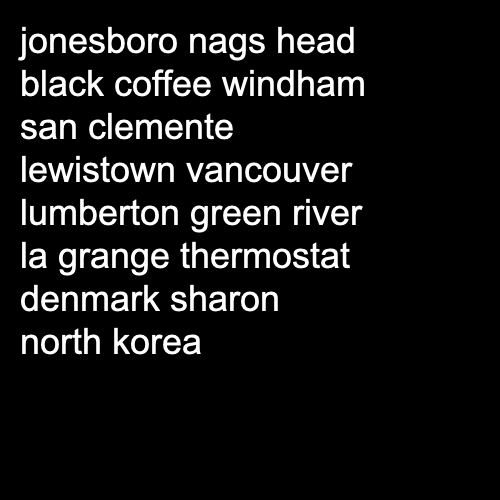 jonesboro nags head
black coffee windham
san clemente
lewistown vancouver
lumberton green river
la grange thermostat
denmark sharon
north korea